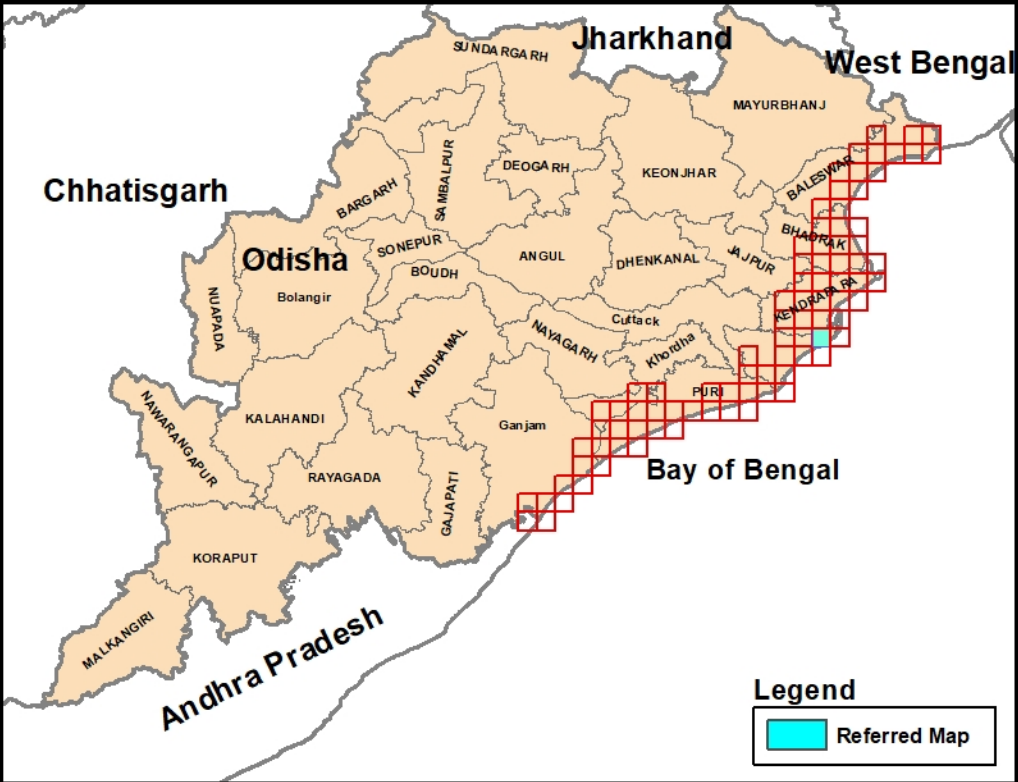 Jharkhand
SUNDARGARH
West Bengal
MAYURBHANJ
DEOGARH
KEONJHAR
SAMBALPUR
BALESWAR
Chhatisgarh
BARGARH
SONEPUR
BHADRAK
Odisha
ANGUL
DHENKANAL
JAJPUR
BOUDH
Bolangir
KENDRAPARA
NUAPADA
Cuttack
NAYAGARH
Khordha
KANDHAMAL
PURI
KALAHANDI
Ganjam
NAWARANGAPUR
Bay of Bengal
RAYAGADA
GAJAPATI
KORAPUT
MALKANGIRI
Andhra Pradesh
Legend
Referred Map